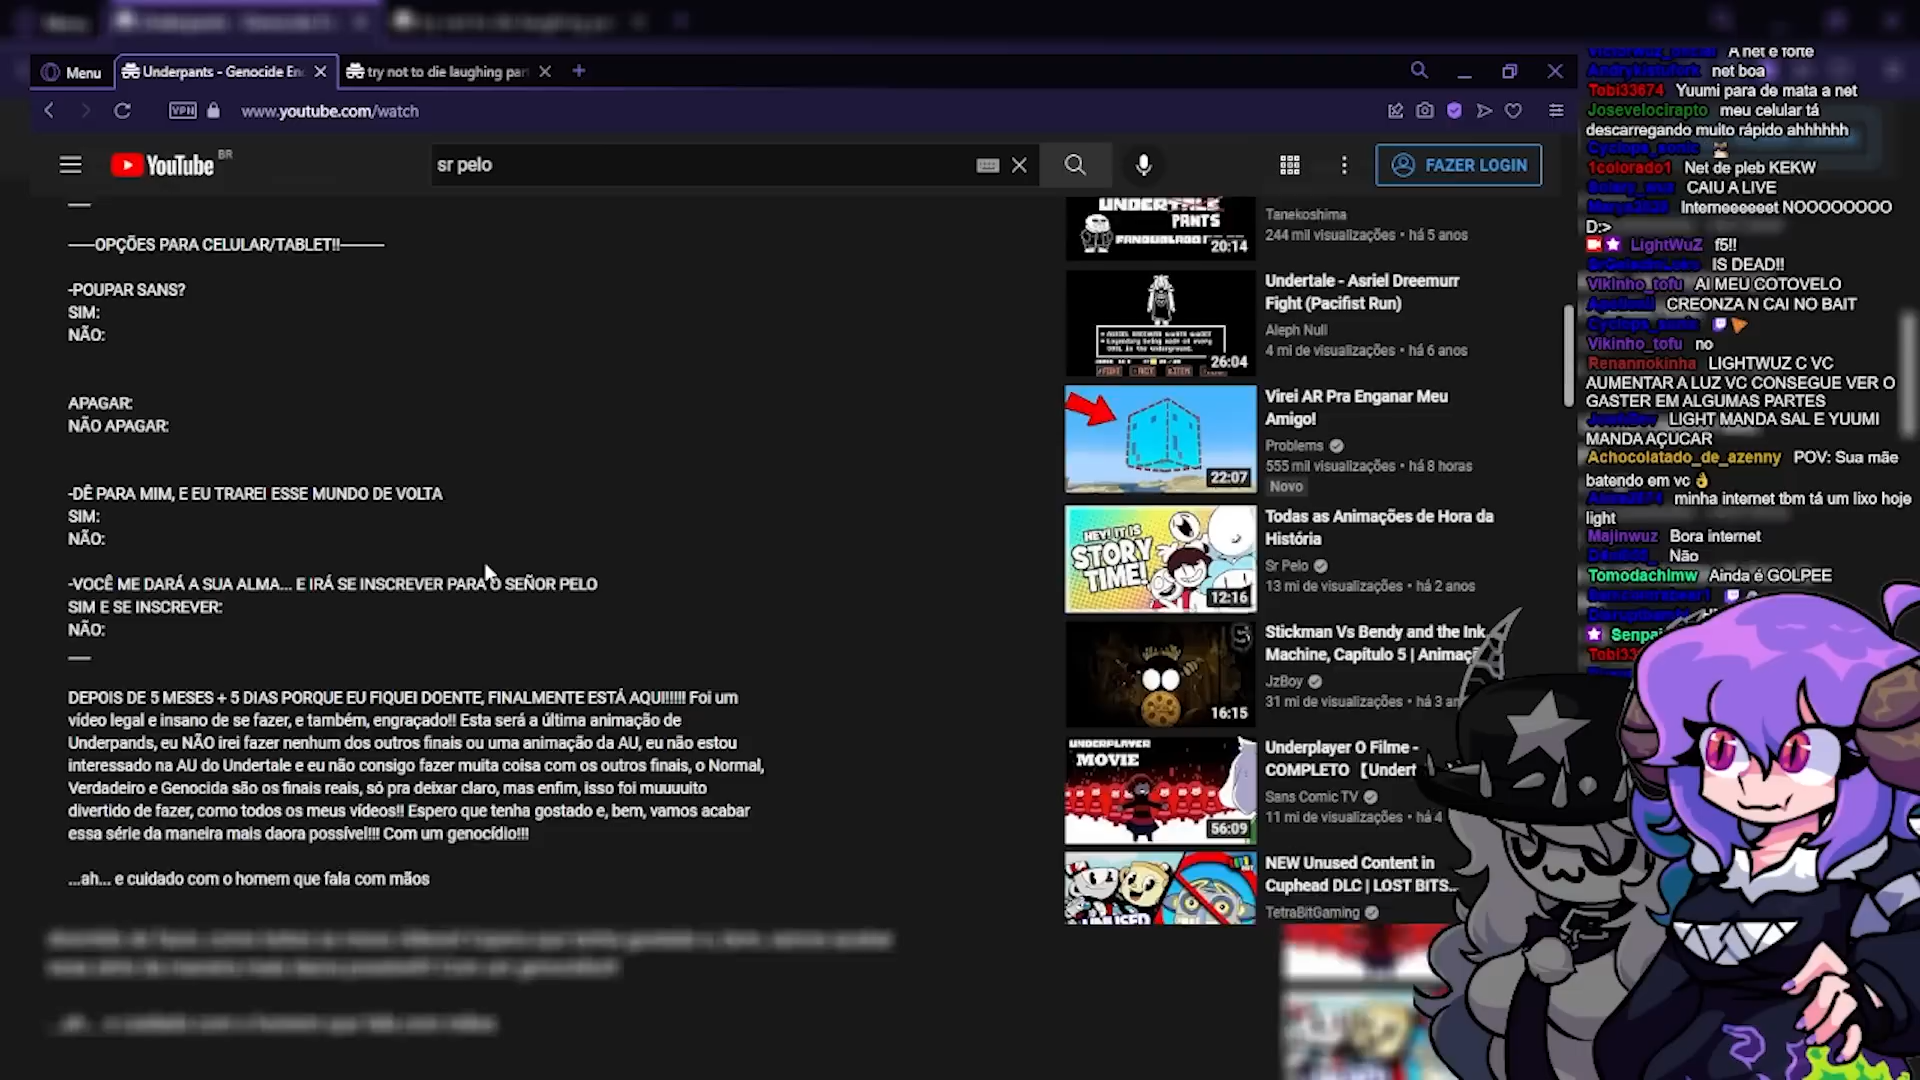 Menu
Underpants - Genocide En
try not to die laughing par
VPN
www.youtube.com/watch
YouTube BR
sr pelo
FAZER LOGIN
——OPÇÕES PARA CELULAR/TABLET!!———
-POUPAR SANS?
SIM:
NÃO:
APAGAR:
NÃO APAGAR:
-DÊ PARA MIM, E EU TRAREI ESSE MUNDO DE VOLTA
SIM:
NÃO:
-VOCÊ ME DARÁ A SUA ALMA... E IRÁ SE INSCREVER PARA O SEÑOR PELO
SIM E SE INSCREVER:
NÃO:
DEPOIS DE 5 MESES + 5 DIAS PORQUE EU FIQUEI DOENTE, FINALMENTE ESTÁ AQUI!!!!! Foi um
vídeo legal e insano de se fazer, e também, engraçado!! Esta será a última animação de
Underpands, eu NÃO irei fazer nenhum dos outros finais ou uma animação da AU, eu não estou
interessado na AU do Undertale e eu não consigo fazer muita coisa com os outros finais, o Normal,
Verdadeiro e Genocida são os finais reais, só pra deixar claro, mas enfim, isso foi muuuuito
divertido de fazer, como todos os meus vídeos!! Espero que tenha gostado e, bem, vamos acabar
essa série da maneira mais daora possível!!! Com um genocídio!!!
...ah... e cuidado com o homem que fala com mãos
UNDERTALE
PANTS
20:14
Tanekoshima
244 mil visualizações • há 5 anos
26:04
Undertale - Asriel Dreemurr
Fight (Pacifist Run)
Aleph Null
4 mi de visualizações • há 6 anos
22:07
Virei AR Pra Enganar Meu
Amigo!
Problems
555 mil visualizações • há 8 horas
Novo
HEY! IT IS
STORY
TIME!
12:16
Todas as Animações de Hora da
História
Sr Pelo
13 mi de visualizações • há 2 anos
16:15
Stickman Vs Bendy and the Ink
Machine, Capítulo 5 | Animaç
JzBoy
31 mi de visualizações • há 3 an
UNDERPLAYER
MOVIE
56:09
Underplayer O Filme -
COMPLETO 【Undert
Sans Comic TV
11 mi de visualizações • há 4
UNUSED
NEW Unused Content in
Cuphead DLC | LOST BITS...
TetraBitGaming
A net e forte
net boa
Tobi33674 Yuumi para de mata a net
Josevelocirapto meu celular tá
descarregando muito rápido ahhhhhh
Cyclops_sonic
1colorado1 Net de pleb KEKW
CAIU A LIVE
Interneeeeeet NOOOOOOOO
D:>
LightWuZ f5!!
IS DEAD!!
Vikinho_tofu AI MEU COTOVELO
CREONZA N CAI NO BAIT
Cyclops_sonic
Vikinho_tofu no
Renannokinha LIGHTWUZ C VC
AUMENTAR A LUZ VC CONSEGUE VER O
GASTER EM ALGUMAS PARTES
LIGHT MANDA SAL E YUUMI
MANDA AÇUCAR
Achocolatado_de_azenny POV: Sua mãe
batendo em vc
minha internet tbm tá um lixo hoje
light
Majinwuz Bora internet
Não
Tomodachimw Ainda é GOLPEE
Senpai
Tobi33